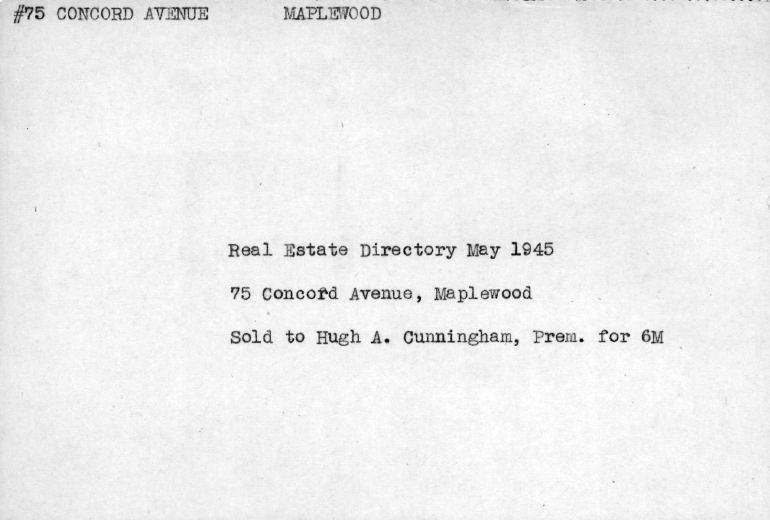 #75 CONCORD AVENUE MAPLEWOOD
Real Estate Directory May 1945
75 Concord Avenue, Maplewood
Sold to Hugh A. Cunningham, Prem. for 6M